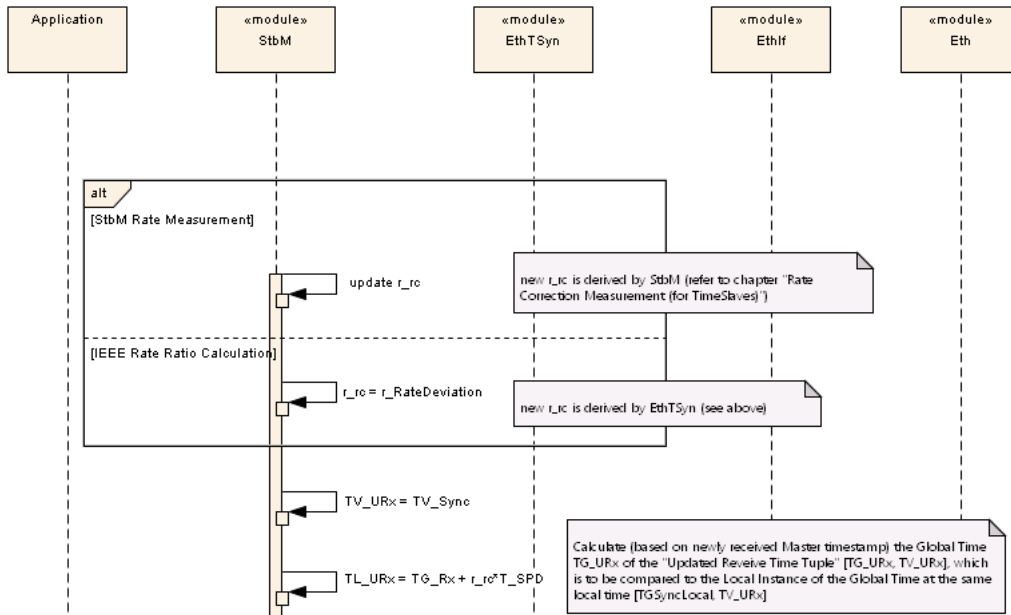 Application
«module»
StbM
«module»
EthTSyn
«module»
EthIf
«module»
Eth
alt
[StbM Rate Measurement]
update r_rc
new r_rc is derived by StbM (refer to chapter "Rate
Correction Measurement (for TimeSlaves)")
[IEEE Rate Ratio Calculation]
r_rc = r_RateDeviation
new r_rc is derived by EthTSyn (see above)
TV_URx = TV_Sync
Calculate (based on newly received Master timestamp) the Global Time
TG_URx of the "Updated Reveive Time Tuple" [TG_URx, TV_URx], which
is to be compared to the Local Instance of the Global Time at the same
local time [TGSyncLocal, TV_URx]
TL_URx = TG_Rx + r_rc*T_SPD